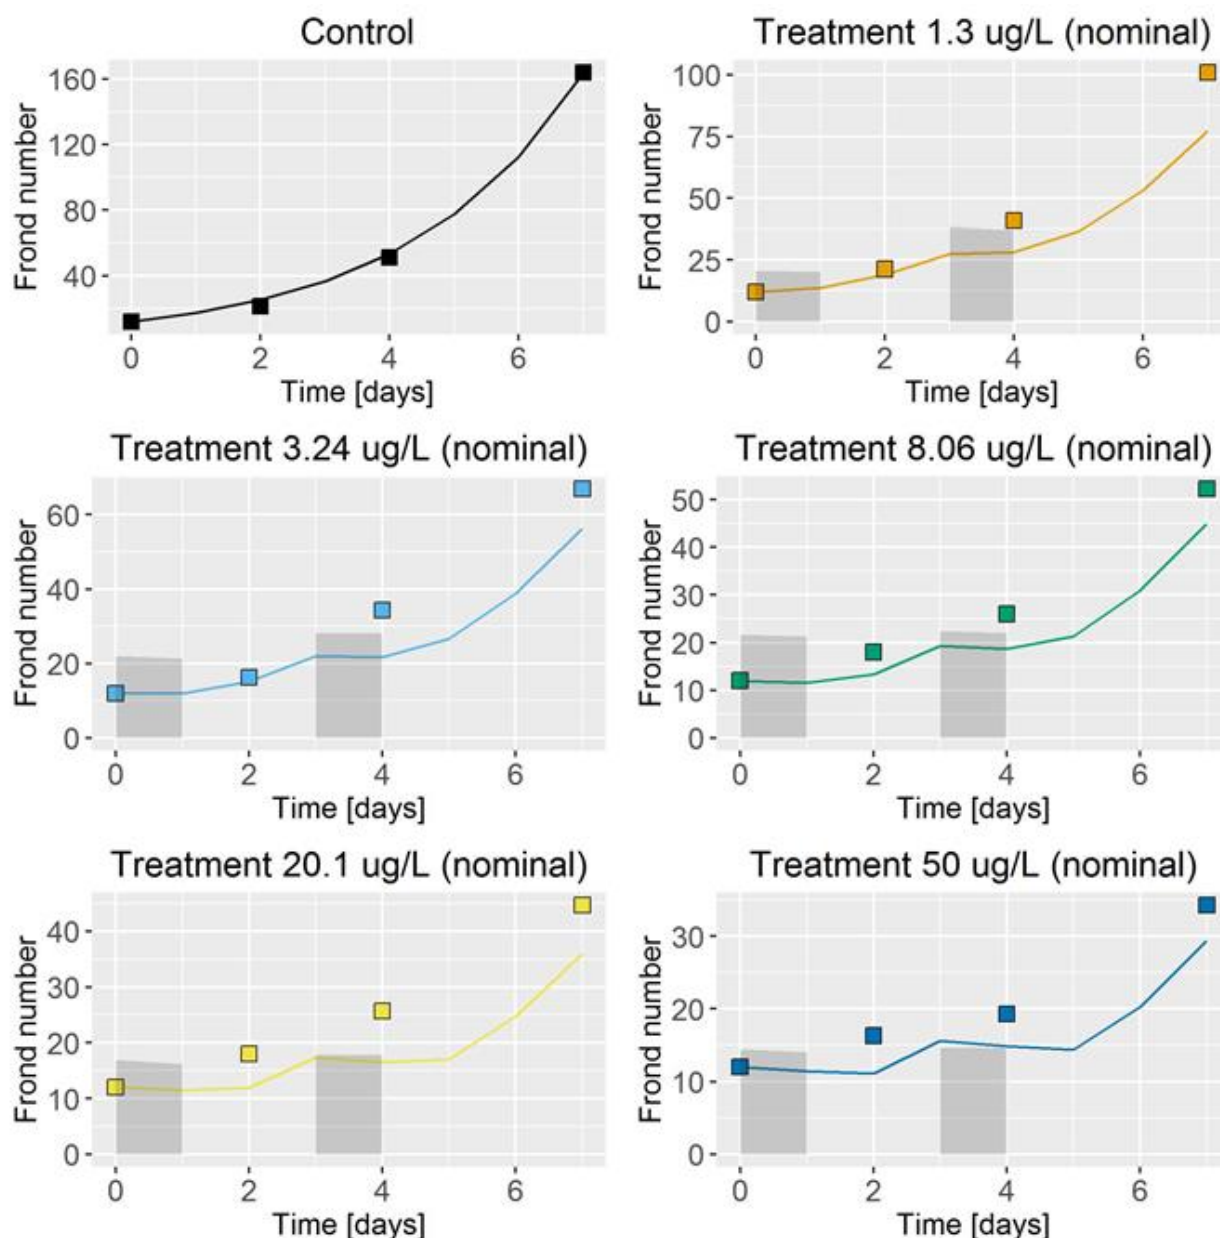 Control
Frond number
160
120
80
40
0 2 4 6
Time [days]
Treatment 1.3 ug/L (nominal)
Frond number
100
75
50
25
0
0 2 4 6
Time [days]
Treatment 3.24 ug/L (nominal)
Frond number
60
40
20
0
0 2 4 6
Time [days]
Treatment 8.06 ug/L (nominal)
Frond number
50
40
30
20
10
0
0 2 4 6
Time [days]
Treatment 20.1 ug/L (nominal)
Frond number
40
30
20
10
0
0 2 4 6
Time [days]
Treatment 50 ug/L (nominal)
Frond number
30
20
10
0
0 2 4 6
Time [days]